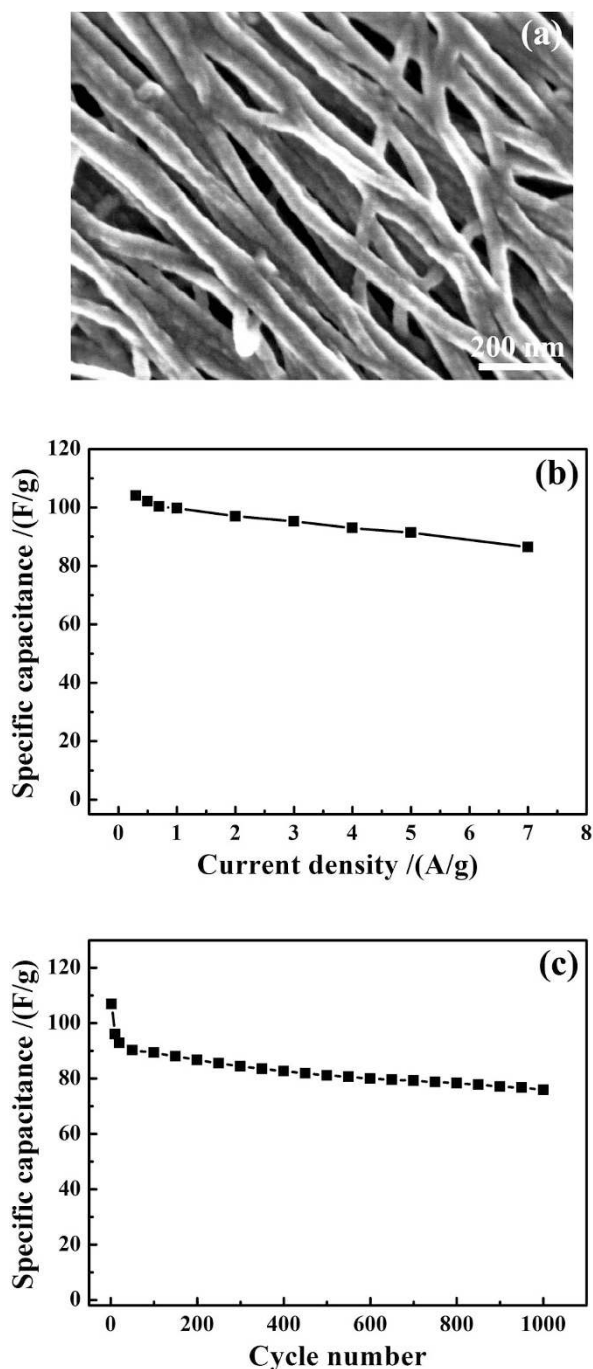 (a)
200 nm
(b)
120
100
80
60
40
20
0
Specific capacitance /(F/g)
0 1 2 3 4 5 6 7 8
Current density /(A/g)
(c)
120
100
80
60
40
20
0
Specific capacitance /(F/g)
0 200 400 600 800 1000
Cycle number